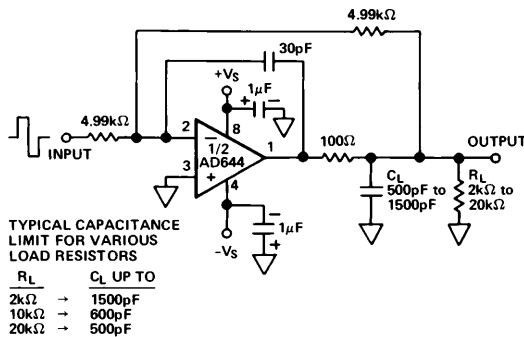 4.99kΩ
30pF
+VS
+ 1μF −
4.99kΩ
INPUT
2
8
−
1/2
AD644
1
3
+
4
100Ω
OUTPUT
CL
500pF to
1500pF
RL
2kΩ to
20kΩ
−
1μF
+
−VS
TYPICAL CAPACITANCE
LIMIT FOR VARIOUS
LOAD RESISTORS
RL CL UP TO
2kΩ → 1500pF
10kΩ → 600pF
20kΩ → 500pF